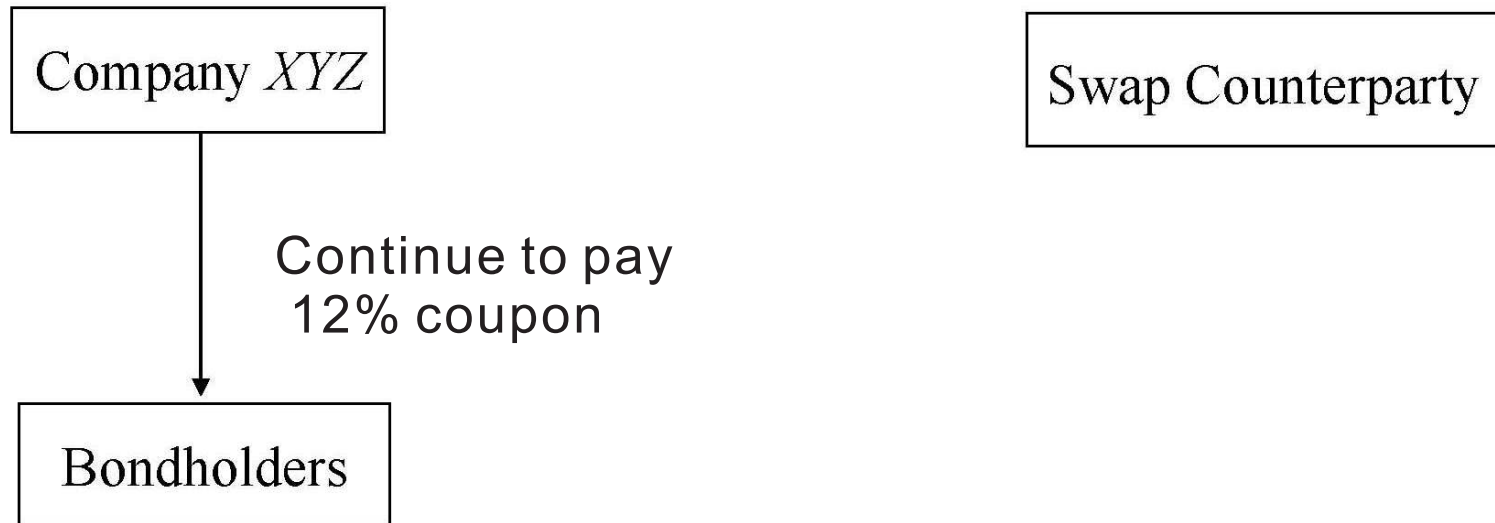 Company XYZ
Swap Counterparty
Continue to pay
12% coupon
Bondholders